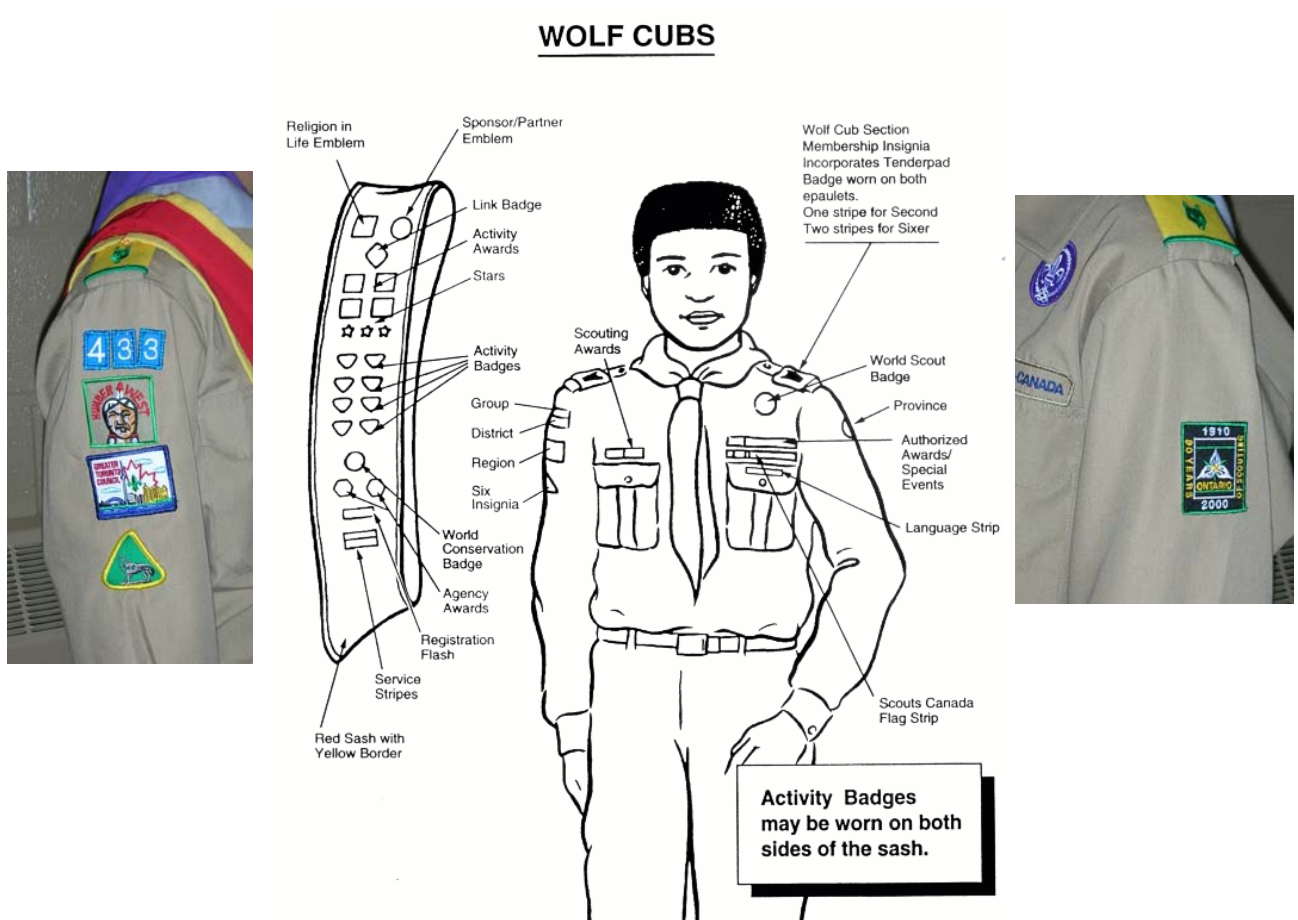 WOLF CUBS
Religion in
Life Emblem
Sponsor/Partner
Emblem
Link Badge
Activity
Awards
Stars
Activity
Badges
Group
District
Region
Six
Insignia
World
Conservation
Badge
Agency
Awards
Registration
Flash
Service
Stripes
Red Sash with
Yellow Border
Scouting
Awards
Wolf Cub Section
Membership Insignia
Incorporates Tenderpad
Badge worn on both
epaulets.
One stripe for Second
Two stripes for Sixer
World Scout
Badge
Province
Authorized
Awards/
Special
Events
Language Strip
Scouts Canada
Flag Strip
Activity Badges
may be worn on both
sides of the sash.
433
HUMBER WEST
GREATER
TORONTO
COUNCIL
CANADA
1910
90 YEARS
OF SCOUTING
ONTARIO
2000